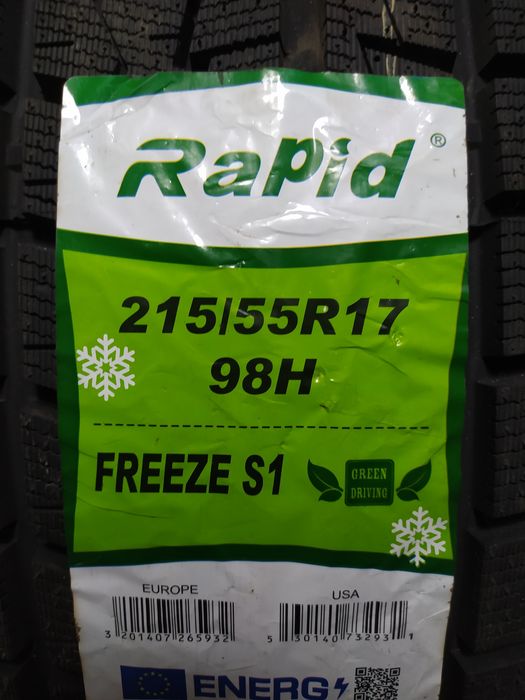 Rapid®
215/55R17
98H
FREEZE S1
GREEN
DRIVING
EUROPE
USA
3 201407 265932
5 30140 73293 1
ENERG